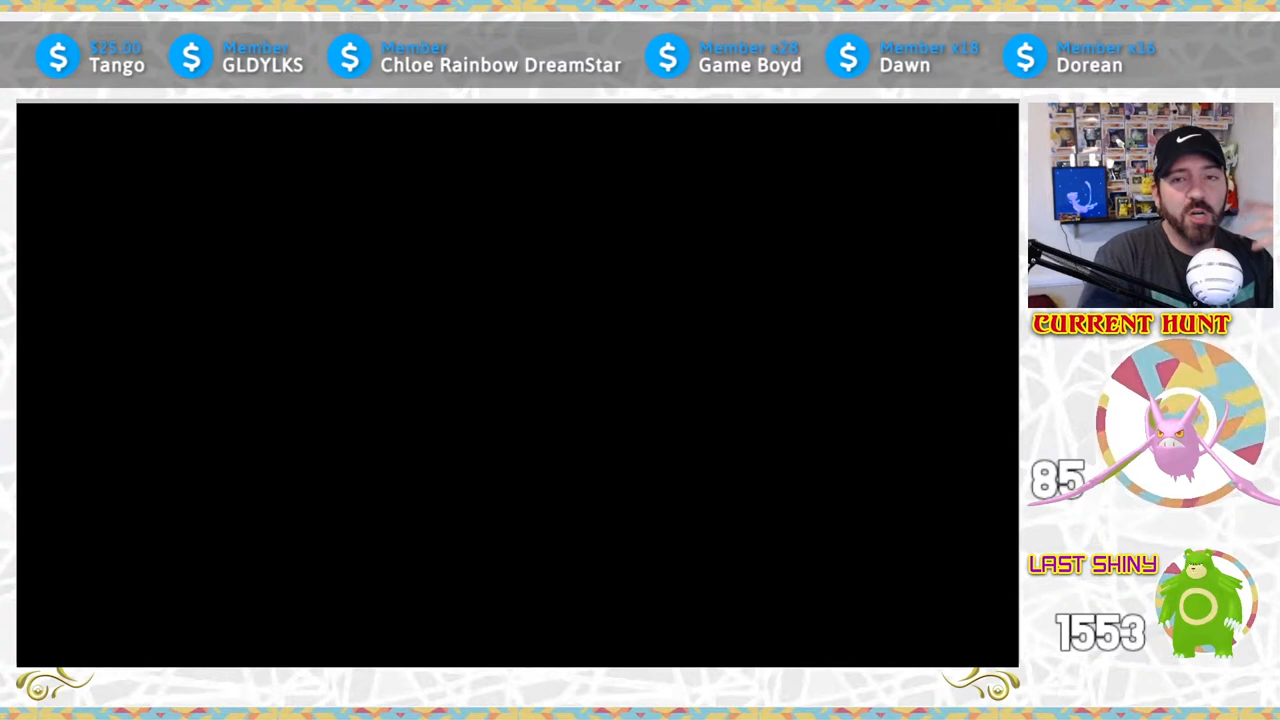 $25.00
Tango
Member
GLDYLKS
Member
Chloe Rainbow DreamStar
Member x28
Game Boyd
Member x18
Dawn
Member x16
Dorean
CURRENT HUNT
85
LAST SHINY
1553